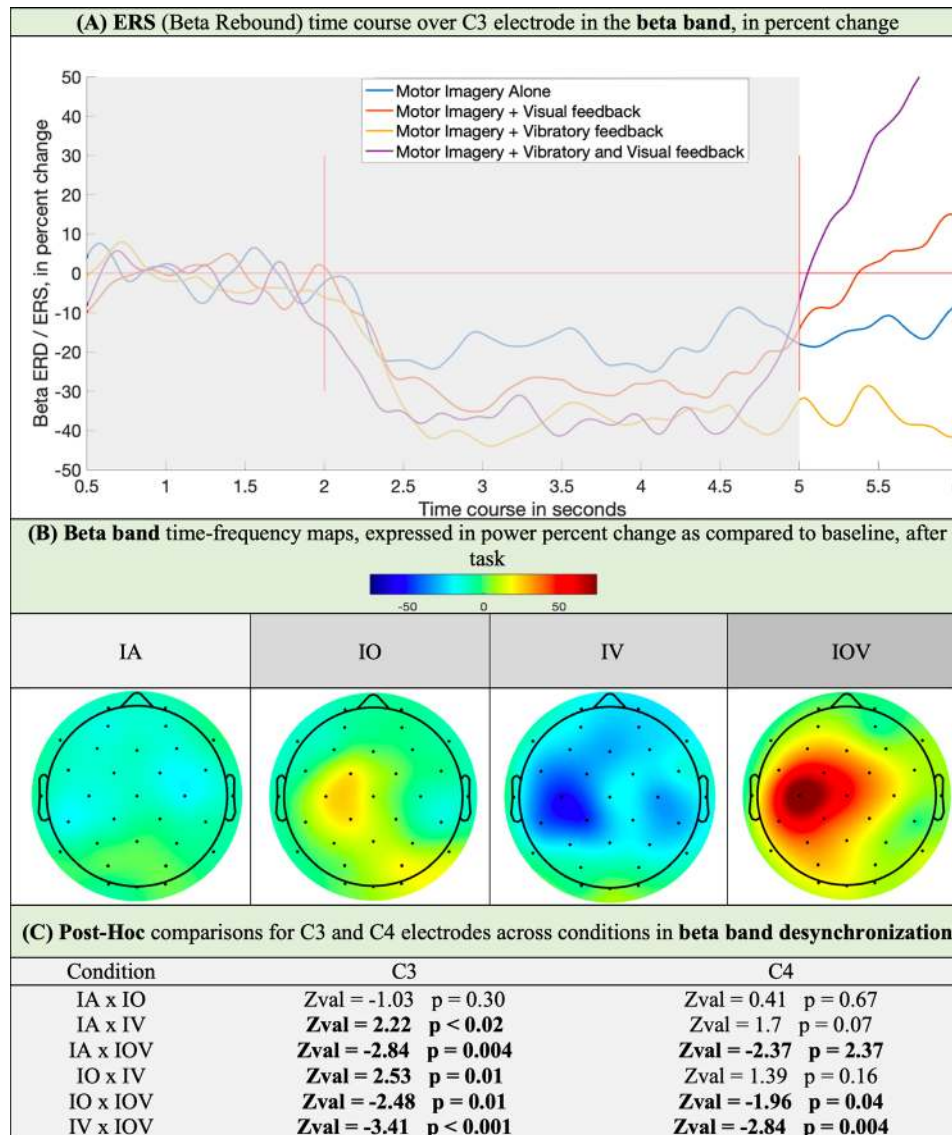 (A) ERS (Beta Rebound) time course over C3 electrode in the beta band, in percent change
50
40
30
20
10
0
-10
-20
-30
-40
-50
Beta ERD / ERS, in percent change
Motor Imagery Alone
Motor Imagery + Visual feedback
Motor Imagery + Vibratory feedback
Motor Imagery + Vibratory and Visual feedback
0.5 1 1.5 2 2.5 3 3.5 4 4.5 5 5.5
Time course in seconds
(B) Beta band time-frequency maps, expressed in power percent change as compared to baseline, after
task
-50 0 50
IA IO IV IOV
(C) Post-Hoc comparisons for C3 and C4 electrodes across conditions in beta band desynchronization
Condition C3 C4
IA x IO Zval = -1.03 p = 0.30 Zval = 0.41 p = 0.67
IA x IV Zval = 2.22 p < 0.02 Zval = 1.7 p = 0.07
IA x IOV Zval = -2.84 p = 0.004 Zval = -2.37 p = 2.37
IO x IV Zval = 2.53 p = 0.01 Zval = 1.39 p = 0.16
IO x IOV Zval = -2.48 p = 0.01 Zval = -1.96 p = 0.04
IV x IOV Zval = -3.41 p < 0.001 Zval = -2.84 p = 0.004